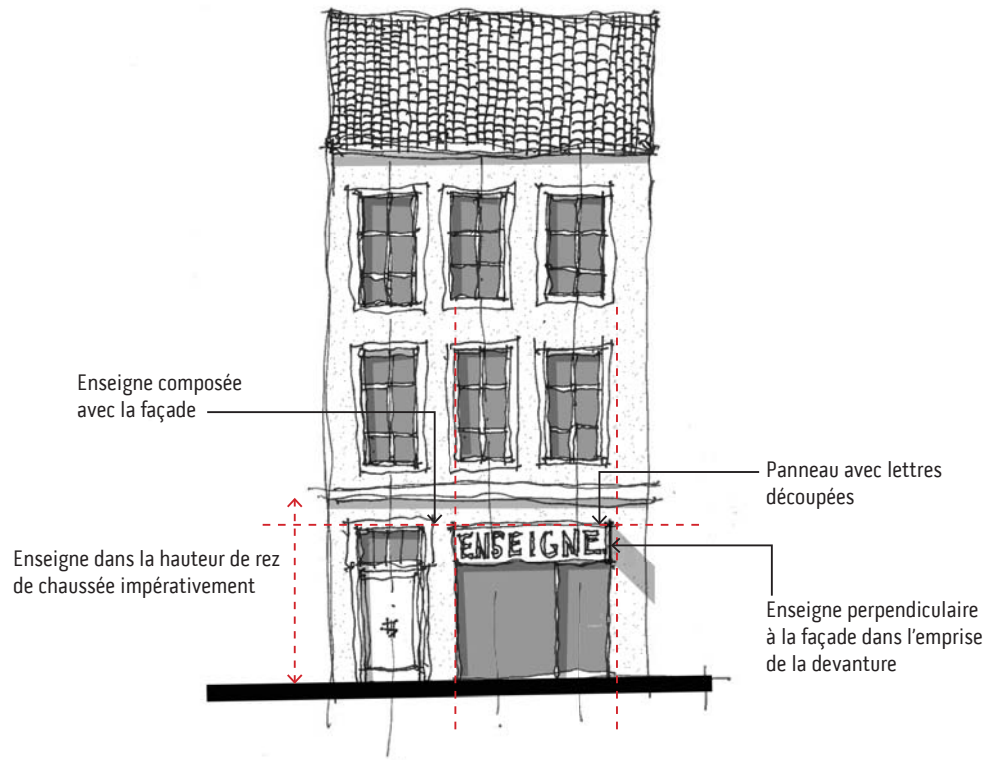 Enseigne composée
avec la façade
Panneau avec lettres
découpées
ENSEIGNE
Enseigne dans la hauteur de rez
de chaussée impérativement
Enseigne perpendiculaire
à la façade dans l'emprise
de la devanture